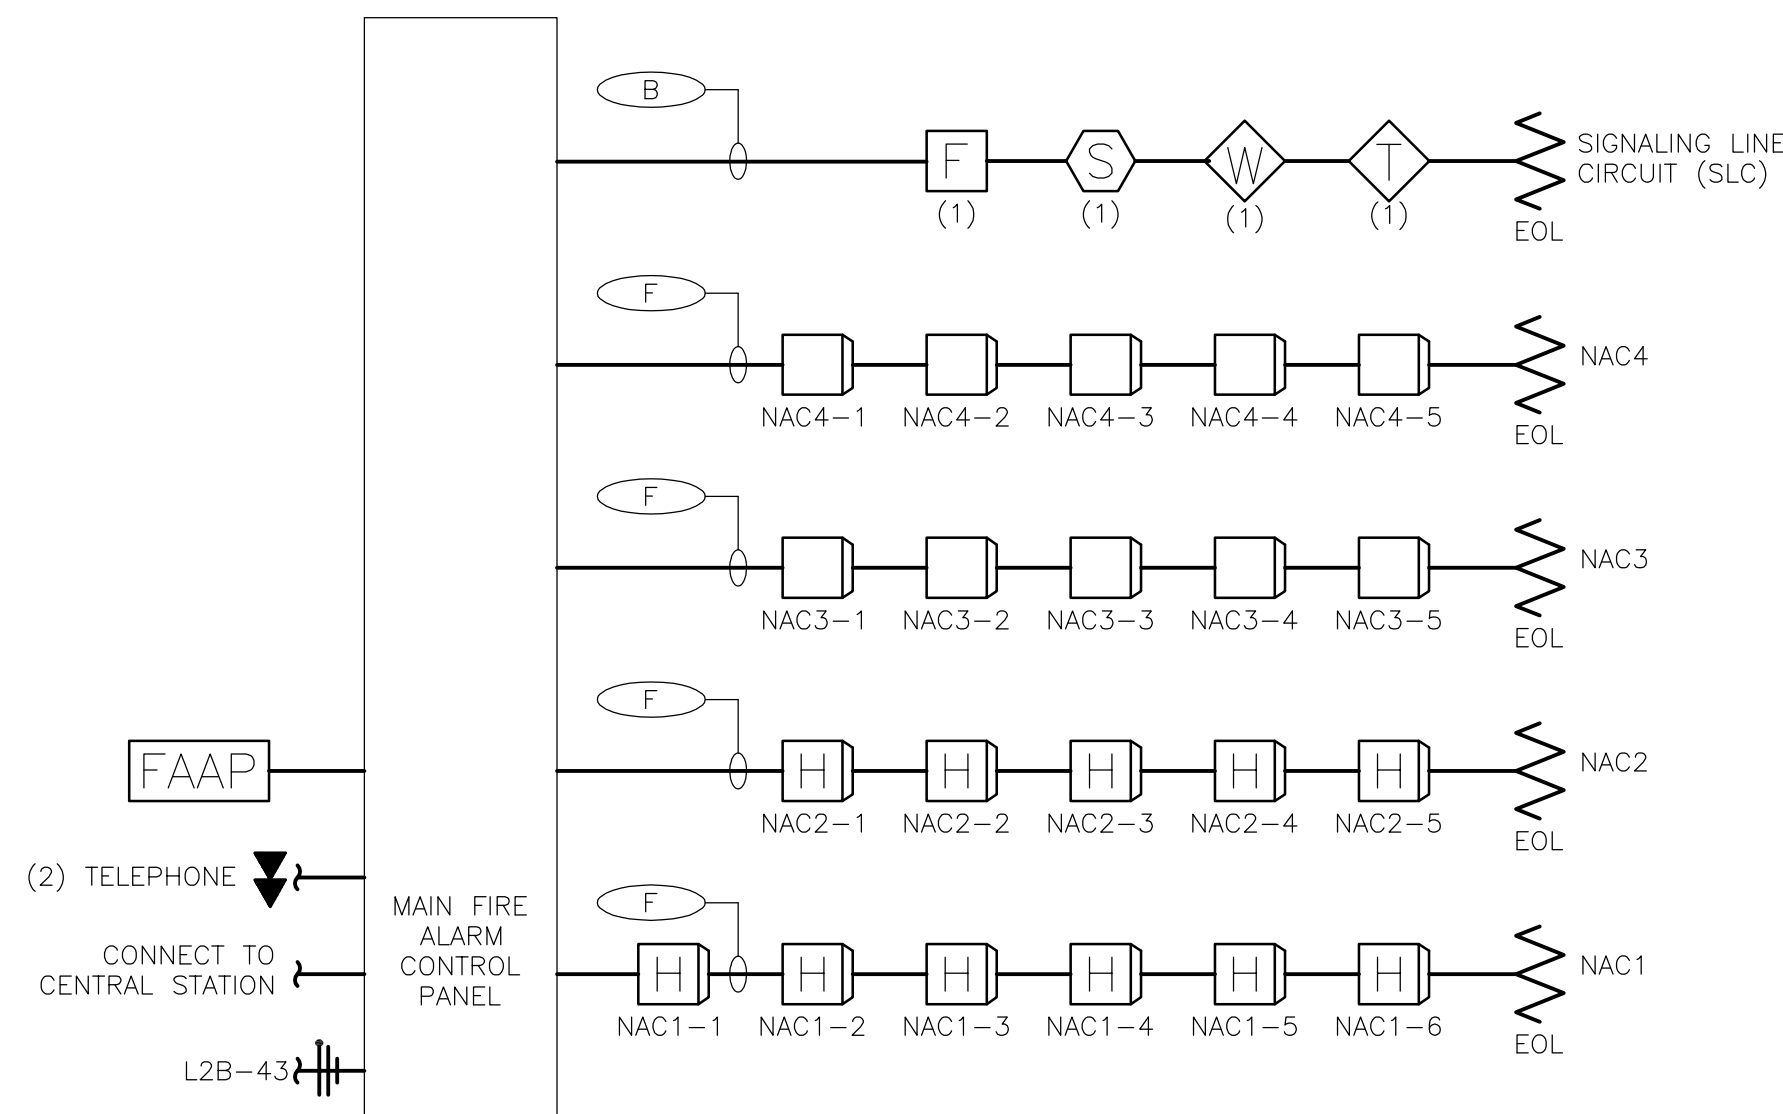 B
F S W T
(1) (1) (1) (1)
SIGNALING LINE
CIRCUIT (SLC)
EOL
F
NAC4
NAC4-1 NAC4-2 NAC4-3 NAC4-4 NAC4-5
EOL
F
NAC3
NAC3-1 NAC3-2 NAC3-3 NAC3-4 NAC3-5
EOL
F
FAAP
H H H H H
NAC2
NAC2-1 NAC2-2 NAC2-3 NAC2-4 NAC2-5
EOL
(2) TELEPHONE
MAIN FIRE
ALARM
CONTROL
PANEL
F
CONNECT TO
CENTRAL STATION
H H H H H H
NAC1
NAC1-1 NAC1-2 NAC1-3 NAC1-4 NAC1-5 NAC1-6
EOL
L2B-43